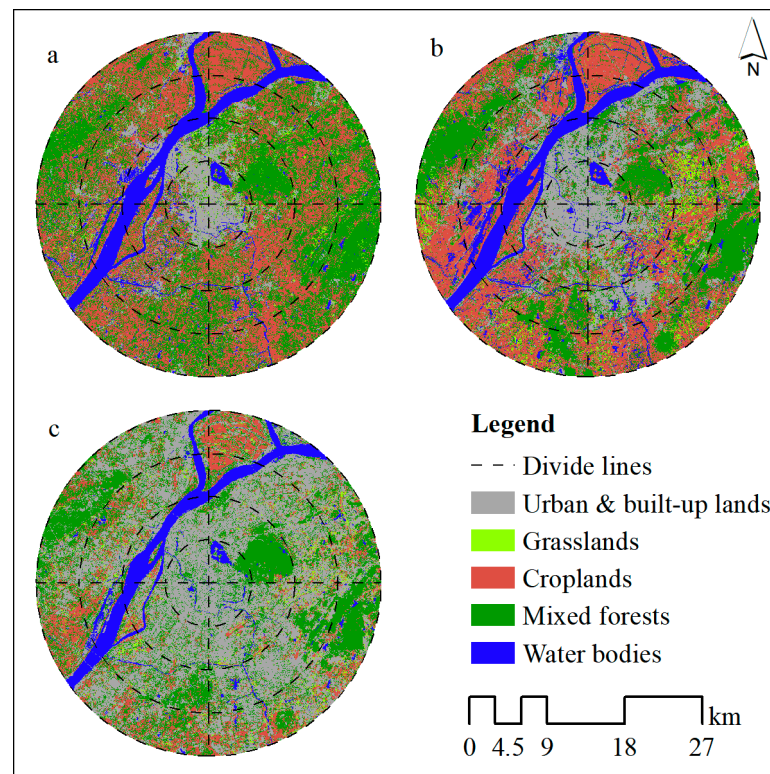 a
b
N
c
Legend
Divide lines
Urban & built-up lands
Grasslands
Croplands
Mixed forests
Water bodies
km
0 4.5 9 18 27